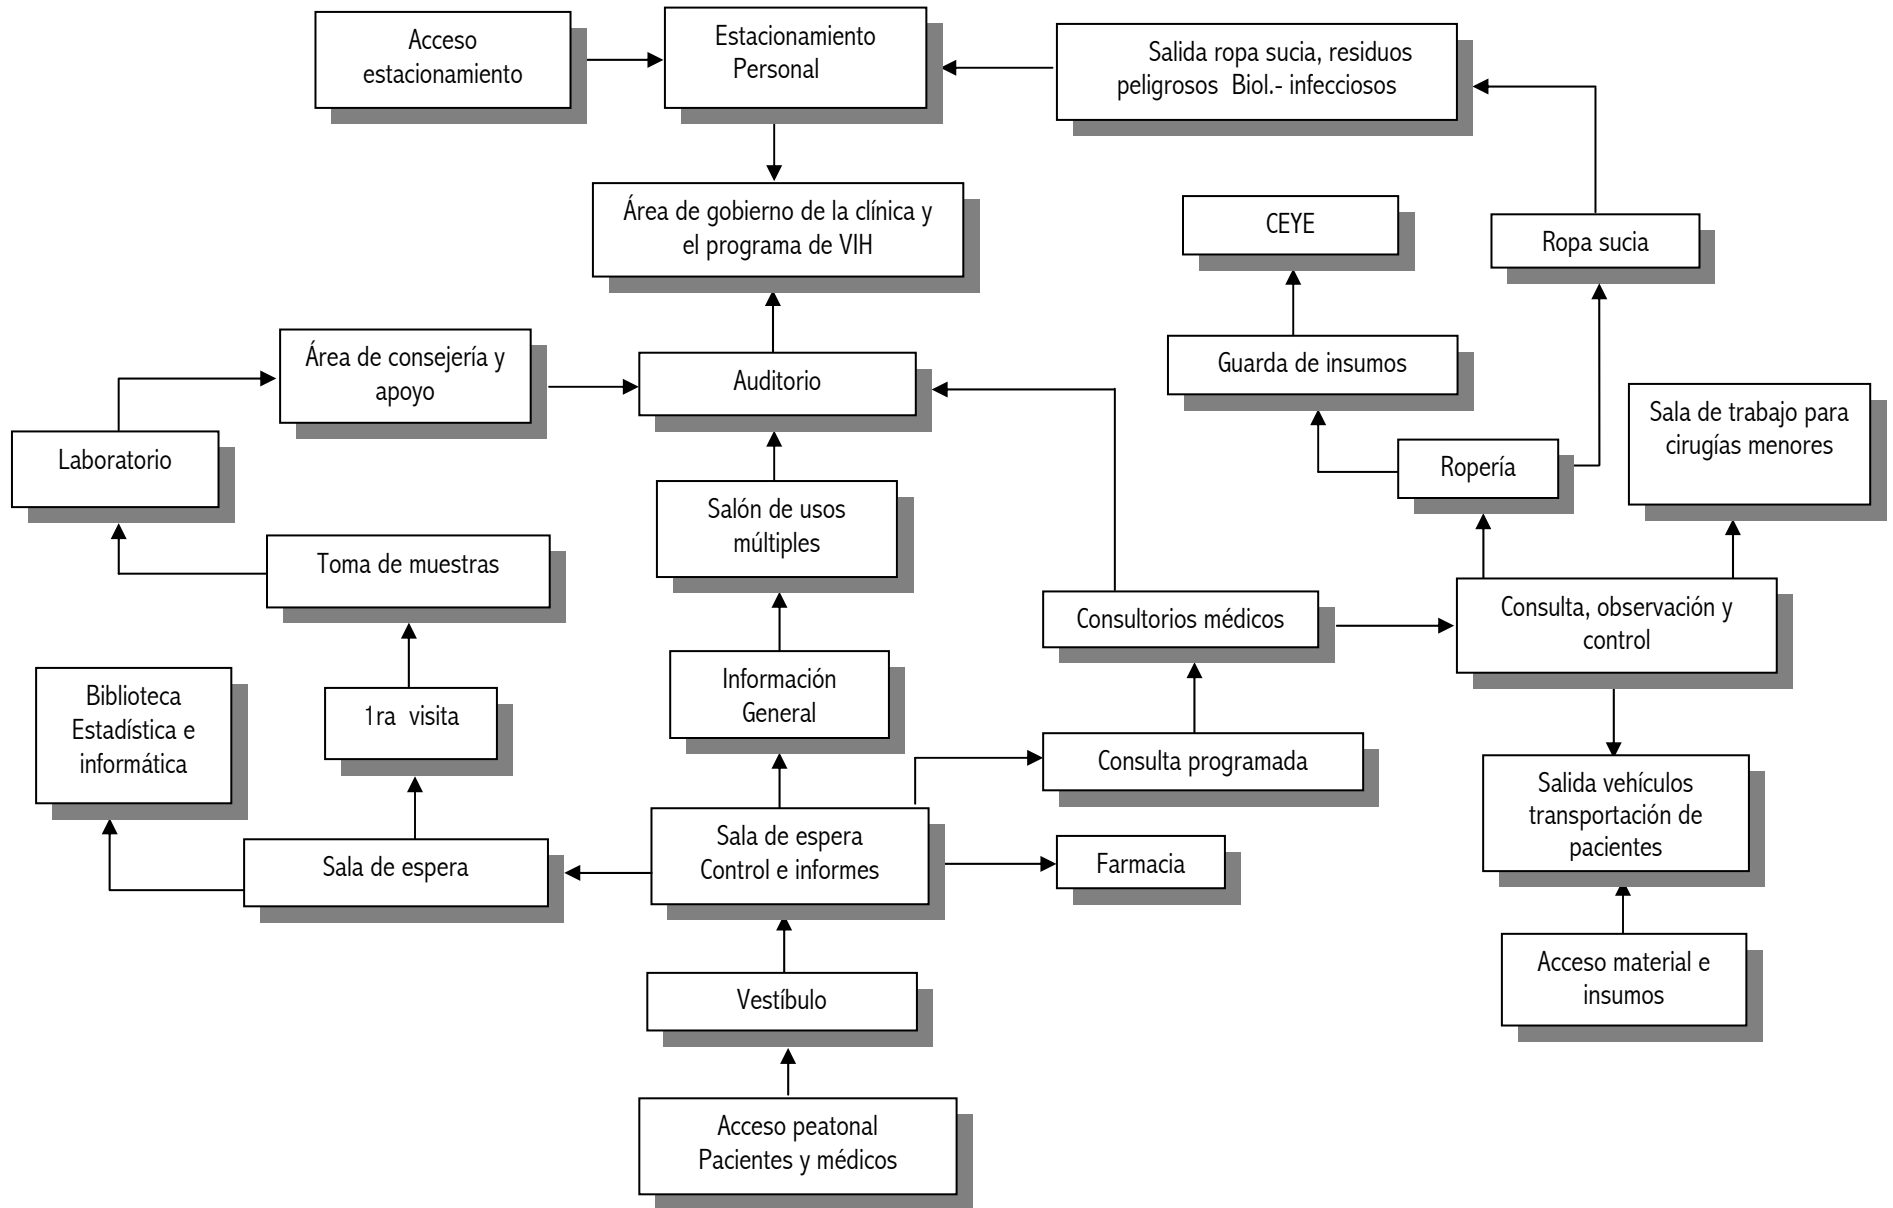 Acceso
estacionamiento
Estacionamiento
Personal
Salida ropa sucia, residuos
peligrosos  Biol.- infecciosos
Área de gobierno de la clínica y
el programa de VIH
CEYE
Ropa sucia
Área de consejería y
apoyo
Auditorio
Guarda de insumos
Sala de trabajo para
cirugías menores
Laboratorio
Ropería
Salón de usos
múltiples
Toma de muestras
Consultorios médicos
Consulta, observación y
control
Biblioteca
Estadística e
informática
1ra  visita
Información
General
Consulta programada
Salida vehículos
transportación de
pacientes
Sala de espera
Sala de espera
Control e informes
Farmacia
Acceso material e
insumos
Vestíbulo
Acceso peatonal
Pacientes y médicos